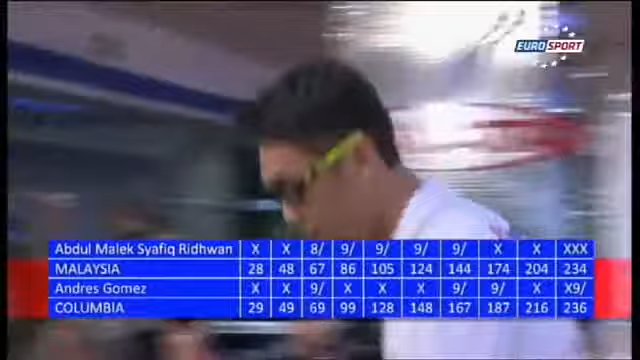 EUROSPORT
Abdul Malek Syafiq Ridhwan X X 8/ 9/ 9/ 9/ 9/ X X XXX
MALAYSIA 28 48 67 86 105 124 144 174 204 234
Andres Gomez X X 9/ X X X 9/ 9/ X X9/
COLUMBIA 29 49 69 99 128 148 167 187 216 236